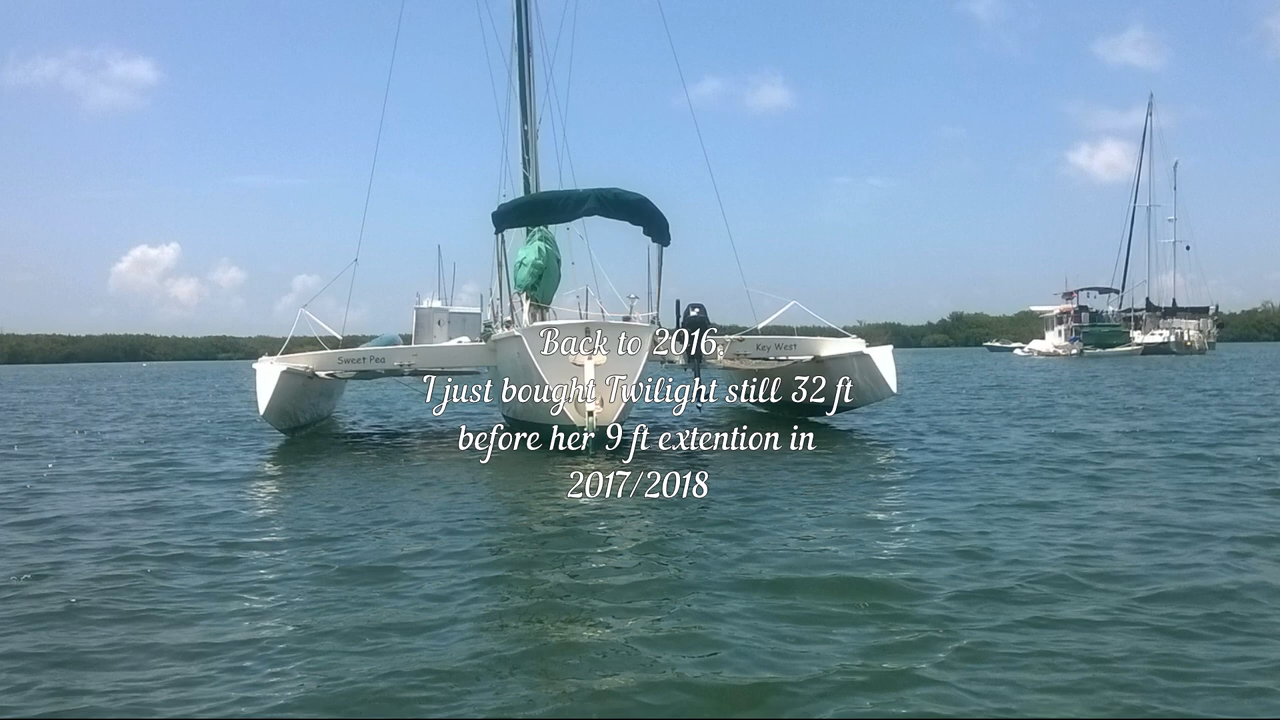 Sweet Pea
Key West
Back to 2016,
I just bought Twilight still 32 ft
before her 9 ft extention in
2017/2018